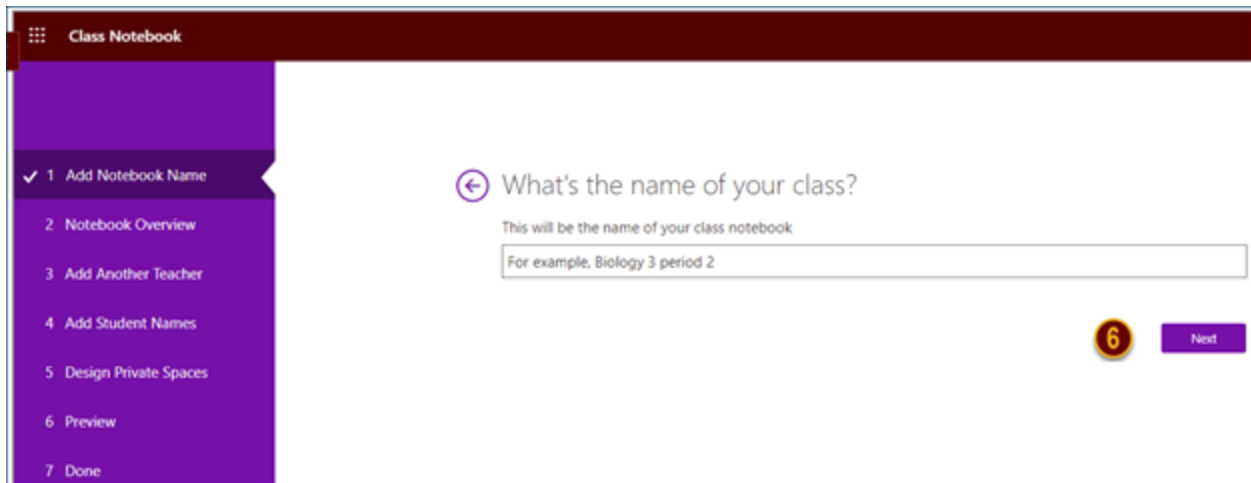 Class Notebook
1 Add Notebook Name
2 Notebook Overview
3 Add Another Teacher
4 Add Student Names
5 Design Private Spaces
6 Preview
7 Done
What's the name of your class?
This will be the name of your class notebook
For example, Biology 3 period 2
6
Next